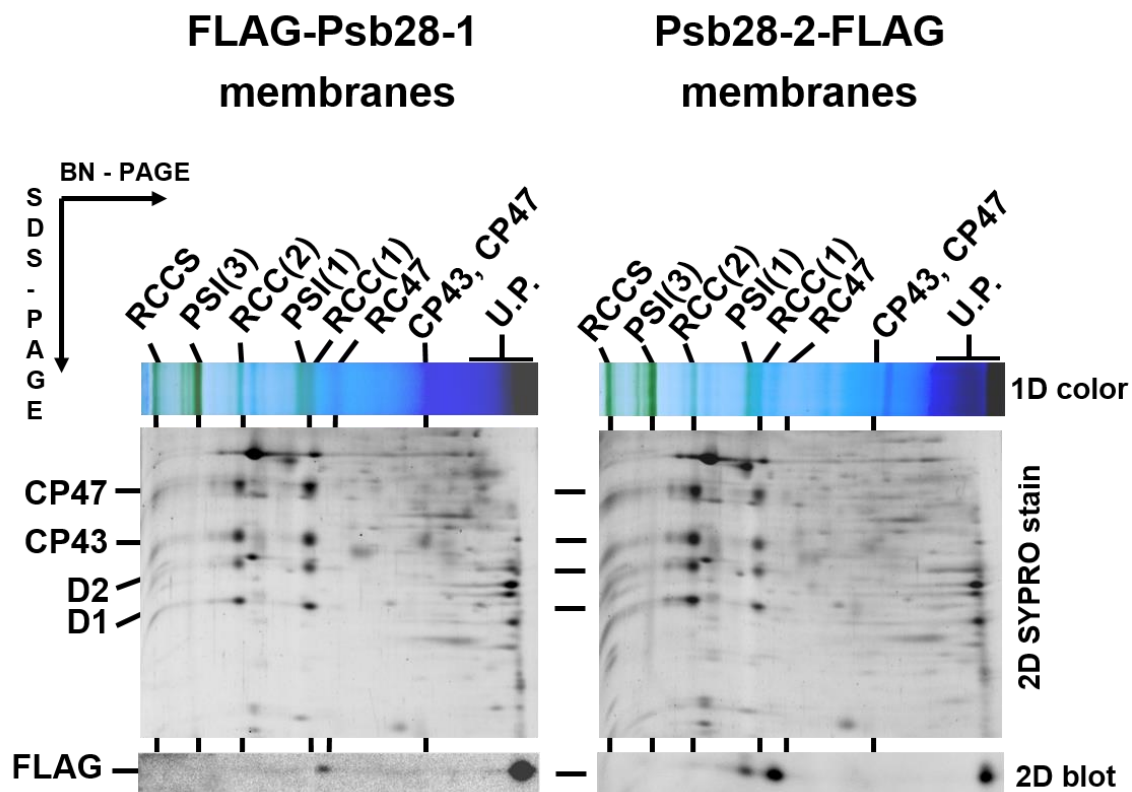 FLAG-Psb28-1
membranes
Psb28-2-FLAG
membranes
BN - PAGE
SDS - PAGE
RCCS
PSI(3)
RCC(2)
PSI(1)
RCC(1)
RC47
CP43, CP47
U.P.
RCCS
PSI(3)
RCC(2)
PSI(1)
RCC(1)
RC47
CP43, CP47
U.P.
1D color
CP47
CP43
D2
D1
2D SYPRO stain
FLAG
2D blot